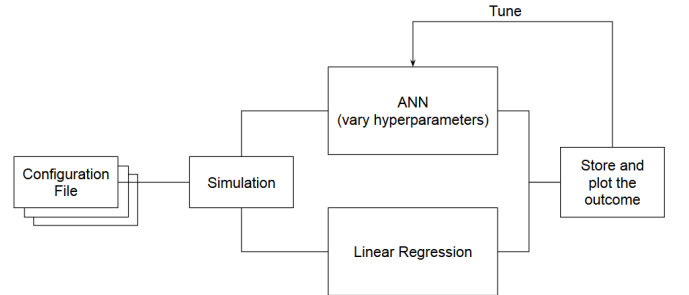 Tune
ANN
(vary hyperparameters)
Configuration
File
Simulation
Store and
plot the
outcome
Linear Regression